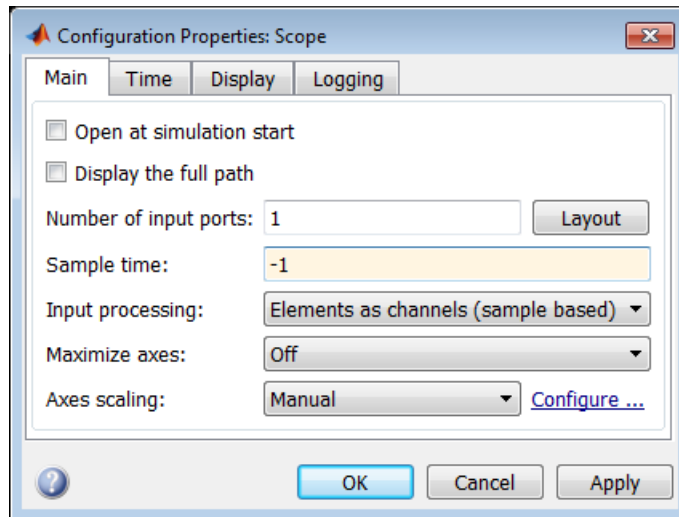 Configuration Properties: Scope
Main Time Display Logging
Open at simulation start
Display the full path
Number of input ports: 1 Layout
Sample time: -1
Input processing: Elements as channels (sample based)
Maximize axes: Off
Axes scaling: Manual Configure ...
? OK Cancel Apply